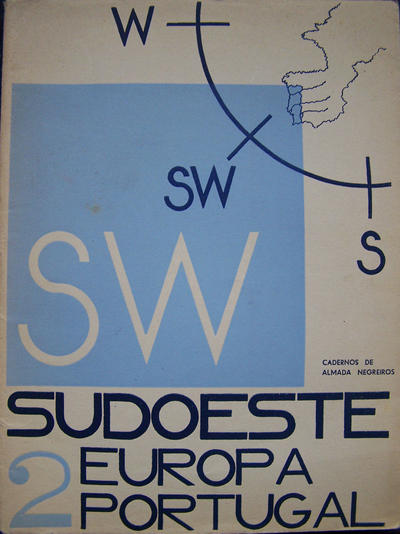 W
SW
S
SW
CADERNOS DE
ALMADA NEGREIROS
SUDOESTE
2 EUROPA
PORTUGAL